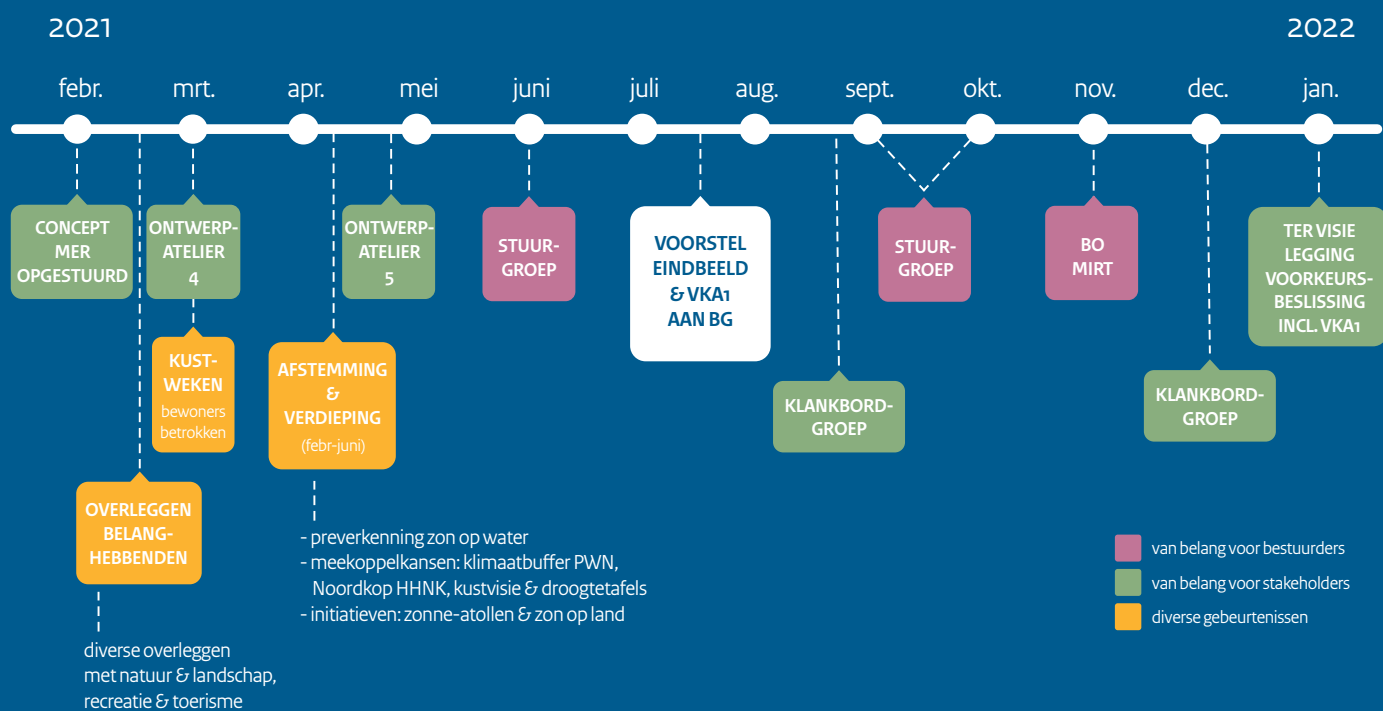 2021
2022
febr.
mrt.
apr.
mei
juni
juli
aug.
sept.
okt.
nov.
dec.
jan.
CONCEPT
MER
OPGESTUURD
ONTWERP-
ATELIER
4
ONTWERP-
ATELIER
5
STUUR-
GROEP
VOORSTEL
EINDBEELD
& VKA1
AAN BG
STUUR-
GROEP
BO
MIRT
TER VISIE
LEGGING
VOORKEURS-
BESLISSING
INCL. VKA1
KUST-
WEKEN
bewoners
betrokken
AFSTEMMING
&
VERDIEPING
(febr-juni)
KLANKBORD-
GROEP
KLANKBORD-
GROEP
OVERLEGGEN
BELANG-
HEBBENDEN
- preverkenning zon op water
- meekoppelkansen: klimaatbuffer PWN,
Noordkop HHNK, kustvisie & droogtetafels
- initiatieven: zonne-atollen & zon op land
diverse overleggen
met natuur & landschap,
recreatie & toerisme
van belang voor bestuurders
van belang voor stakeholders
diverse gebeurtenissen